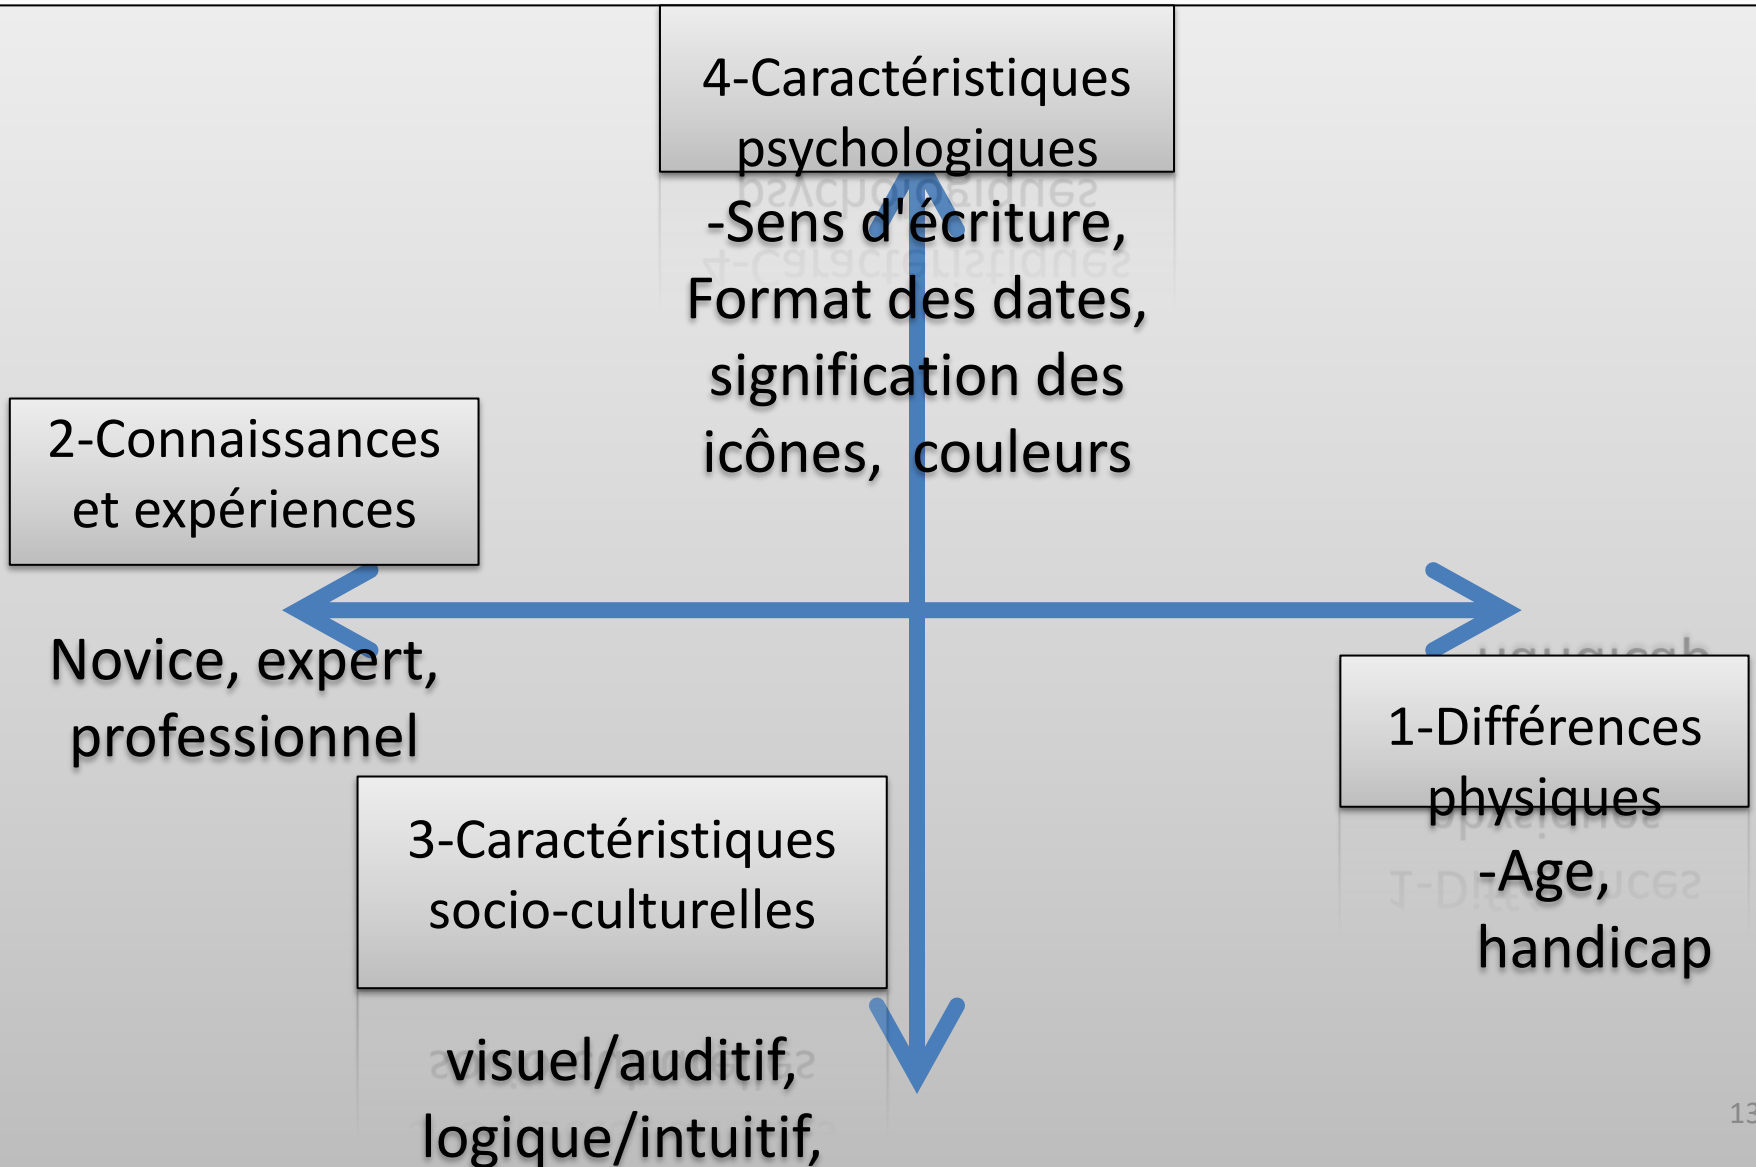 4-Caractéristiques
psychologiques
-Sens d'écriture,
Format des dates,
signification des
icônes, couleurs
2-Connaissances
et expériences
Novice, expert,
professionnel
1-Différences
physiques
-Age,
handicap
3-Caractéristiques
socio-culturelles
visuel/auditif,
logique/intuitif,
13